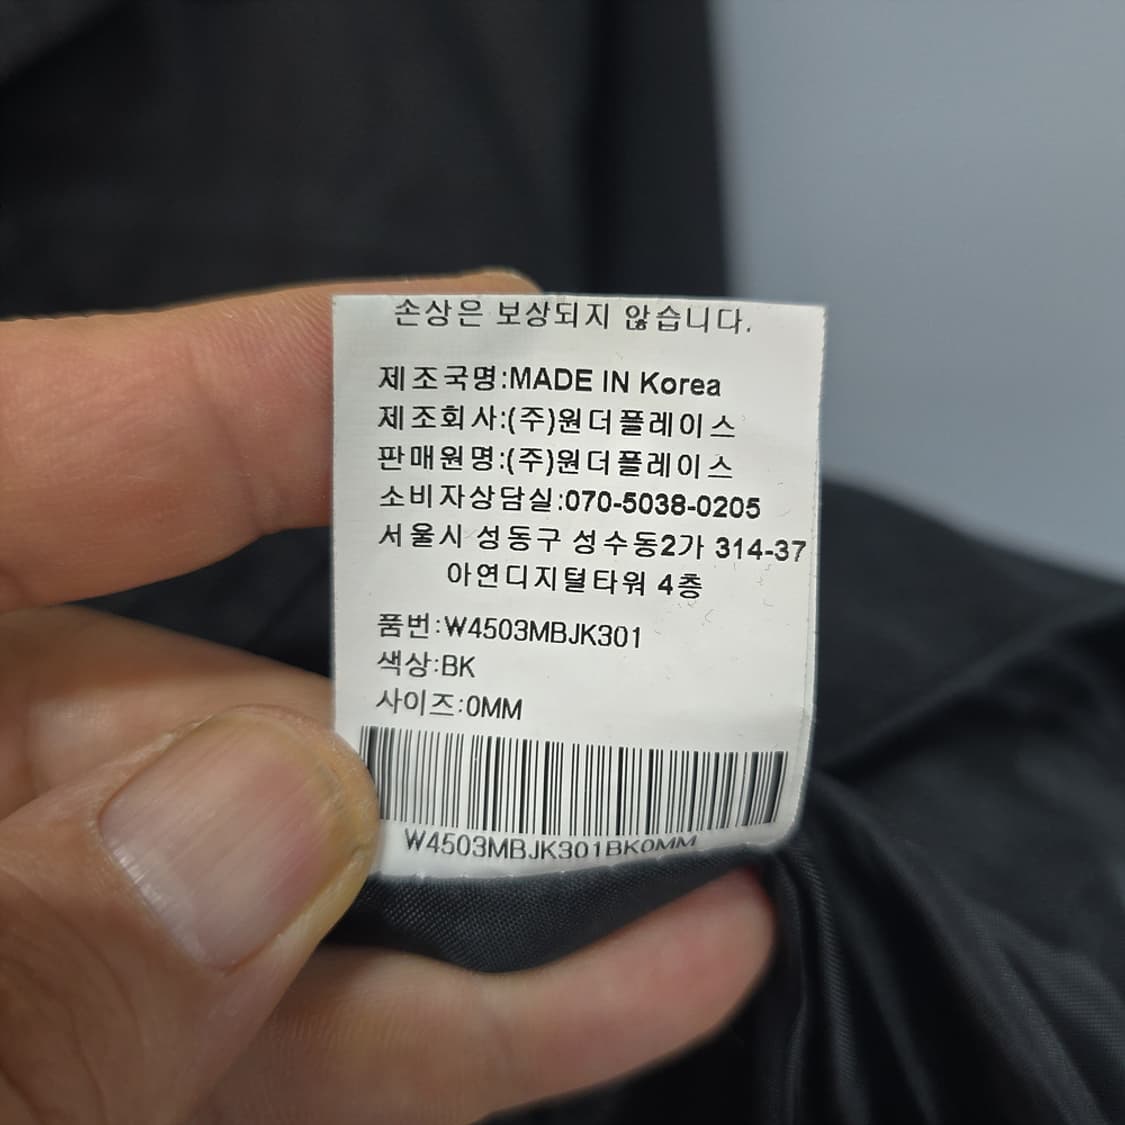 손상은 보상되지 않습니다.
제조국명:MADE IN Korea
제조회사:(주)원더플레이스
판매원명:(주)원더플레이스
소비자상담실:070-5038-0205
서울시 성동구 성수동2가 314-37
아연디지털타워 4층
품번:W4503MBJK301
색상:BK
사이즈:0MM
W4503MBJK301BK0MM